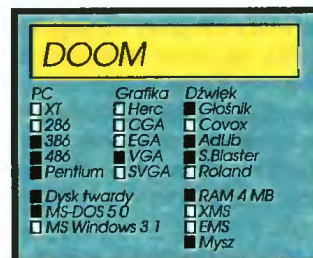 DOOM
PC Grafika Dźwięk
XT Herc Głośnik
286 CGA Covox
386 EGA AdLib
486 VGA S.Blaster
Pentium SVGA Roland
Dysk twardy RAM 4 MB
MS-DOS 5.0 XMS
MS Windows 3.1 EMS
Mysz